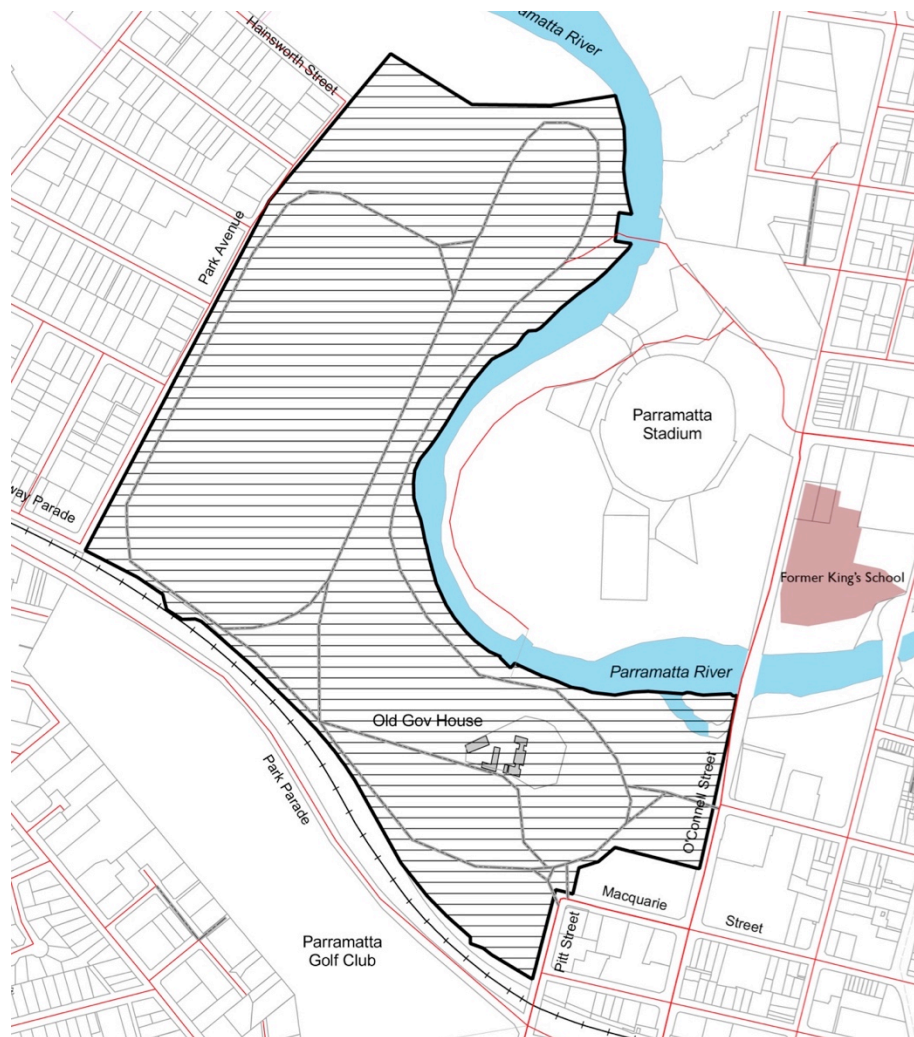 Parramatta River
Hainsworth Street
Park Avenue
Parramatta
Stadium
way Parade
Former King's School
Parramatta River
Old Gov House
Park Parade
O'Connell Street
Macquarie
Street
Pitt Street
Parramatta
Golf Club